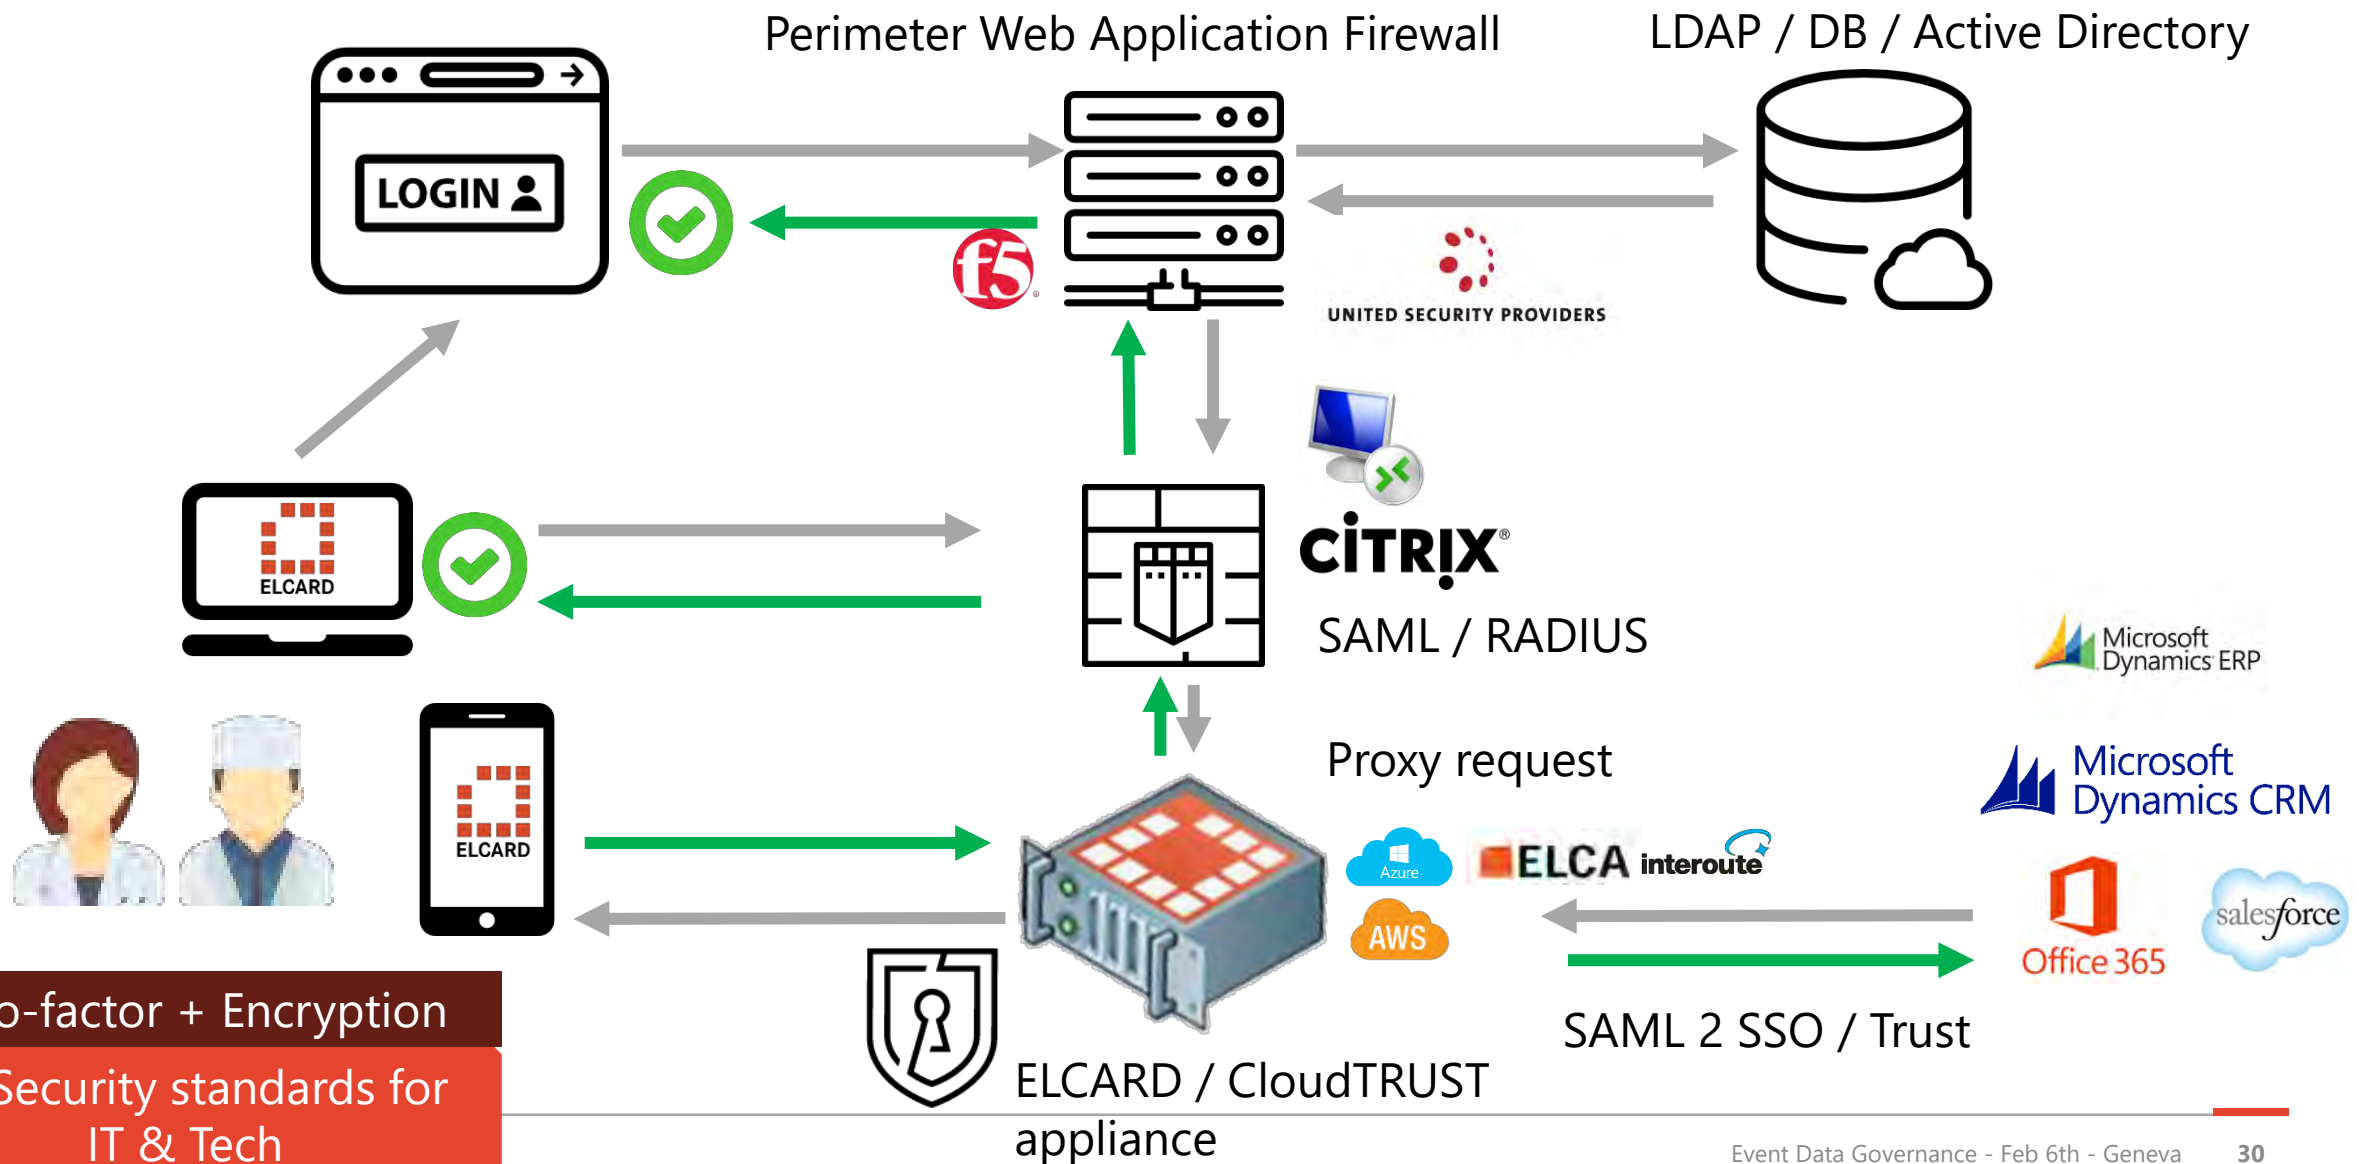 Perimeter Web Application Firewall
LDAP / DB / Active Directory
LOGIN
f5
UNITED SECURITY PROVIDERS
ELCARD
CITRIX®
SAML / RADIUS
Microsoft
Dynamics ERP
Proxy request
Microsoft
Dynamics CRM
ELCARD
Azure
ELCA
interoute
AWS
Office 365
salesforce
o-factor + Encryption
SAML 2 SSO / Trust
Security standards for
IT & Tech
ELCARD / CloudTRUST
appliance
Event Data Governance - Feb 6th - Geneva 30